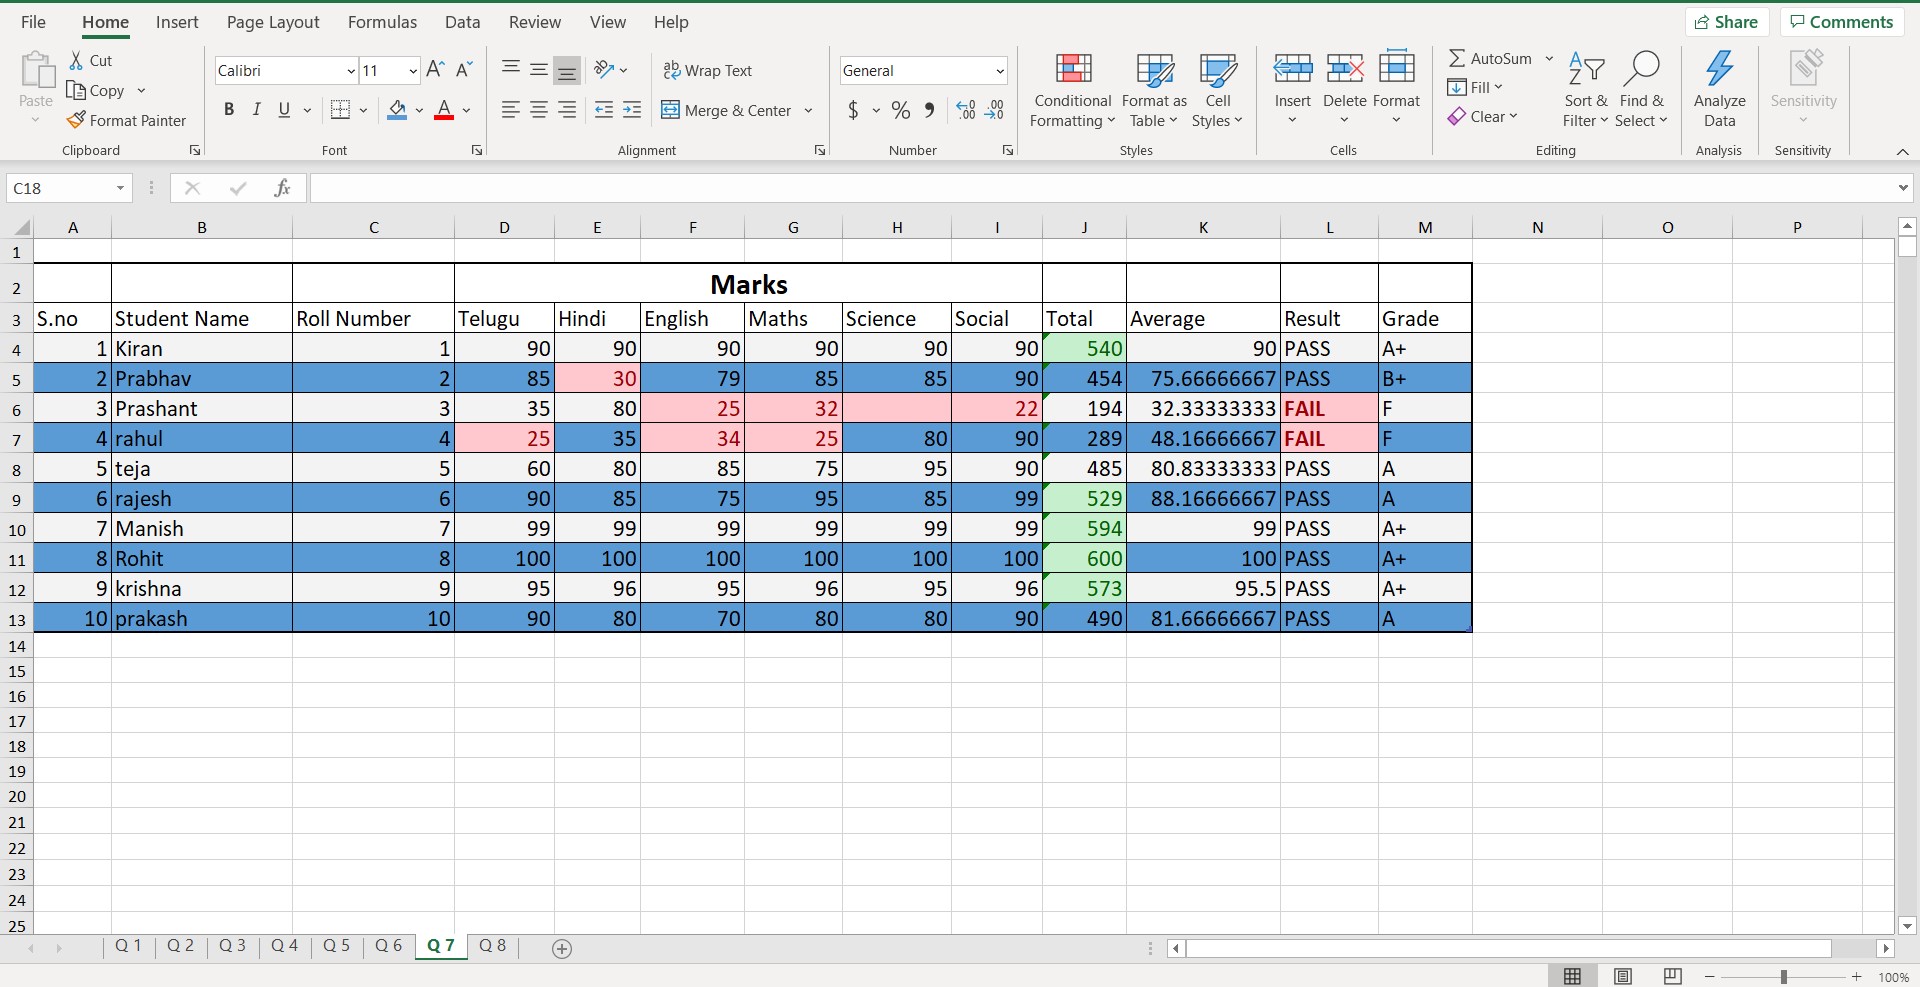 File Home Insert Page Layout Formulas Data Review View Help Share Comments
Paste Cut Copy Format Painter Clipboard
Calibri 11 A A B I U A Font
ab Wrap Text Merge & Center Alignment
General $ % , .00 .00 Number
Conditional Formatting Format as Table Cell Styles Styles
Insert Delete Format Cells
AutoSum Fill Clear Sort & Filter Find & Select Editing
Analyze Data Analysis
Sensitivity Sensitivity
C18 fx
A B C D E F G H I J K L M N O P
1
2 Marks
3 S.no Student Name Roll Number Telugu Hindi English Maths Science Social Total Average Result Grade
4 1 Kiran 1 90 90 90 90 90 90 540 90 PASS A+
5 2 Prabhav 2 85 30 79 85 85 90 454 75.66666667 PASS B+
6 3 Prashant 3 35 80 25 32 22 194 32.33333333 FAIL F
7 4 rahul 4 25 35 34 25 80 90 289 48.16666667 FAIL F
8 5 teja 5 60 80 85 75 95 90 485 80.83333333 PASS A
9 6 rajesh 6 90 85 75 95 85 99 529 88.16666667 PASS A
10 7 Manish 7 99 99 99 99 99 99 594 99 PASS A+
11 8 Rohit 8 100 100 100 100 100 100 600 100 PASS A+
12 9 krishna 9 95 96 95 96 95 96 573 95.5 PASS A+
13 10 prakash 10 90 80 70 80 80 90 490 81.66666667 PASS A
14
15
16
17
18
19
20
21
22
23
24
25
Q 1 Q 2 Q 3 Q 4 Q 5 Q 6 Q 7 Q 8
100%